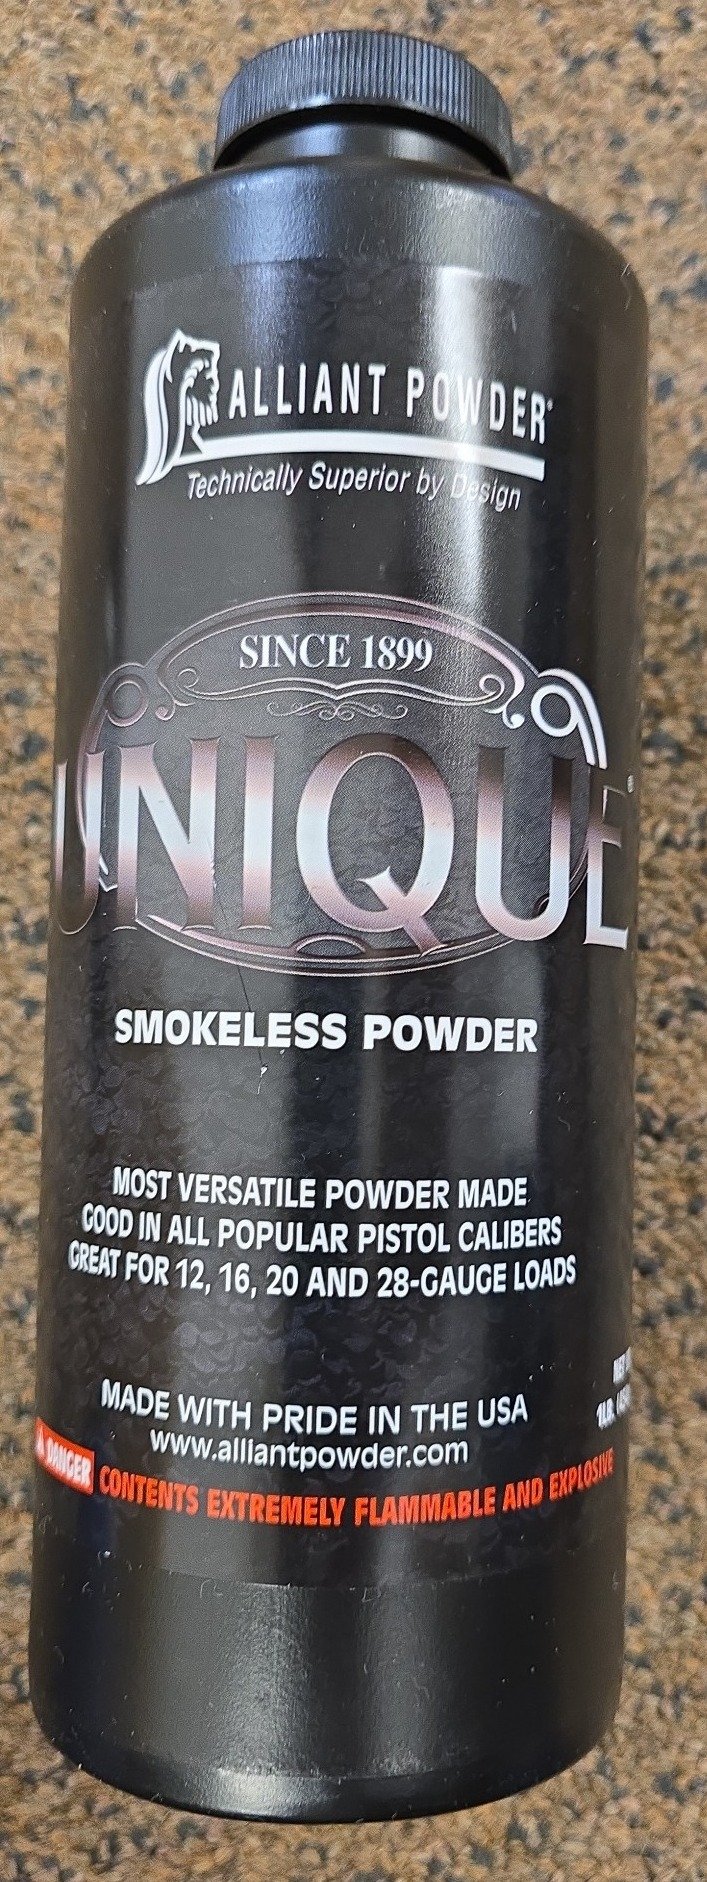 ALLIANT POWDER
Technically Superior by Design
SINCE 1899
UNIQUE
SMOKELESS POWDER
MOST VERSATILE POWDER MADE
GOOD IN ALL POPULAR PISTOL CALIBERS
GREAT FOR 12, 16, 20 AND 28-GAUGE LOADS
MADE WITH PRIDE IN THE USA
1LB.
www.alliantpowder.com
DANGER CONTENTS EXTREMELY FLAMMABLE AND EXPLOSIVE